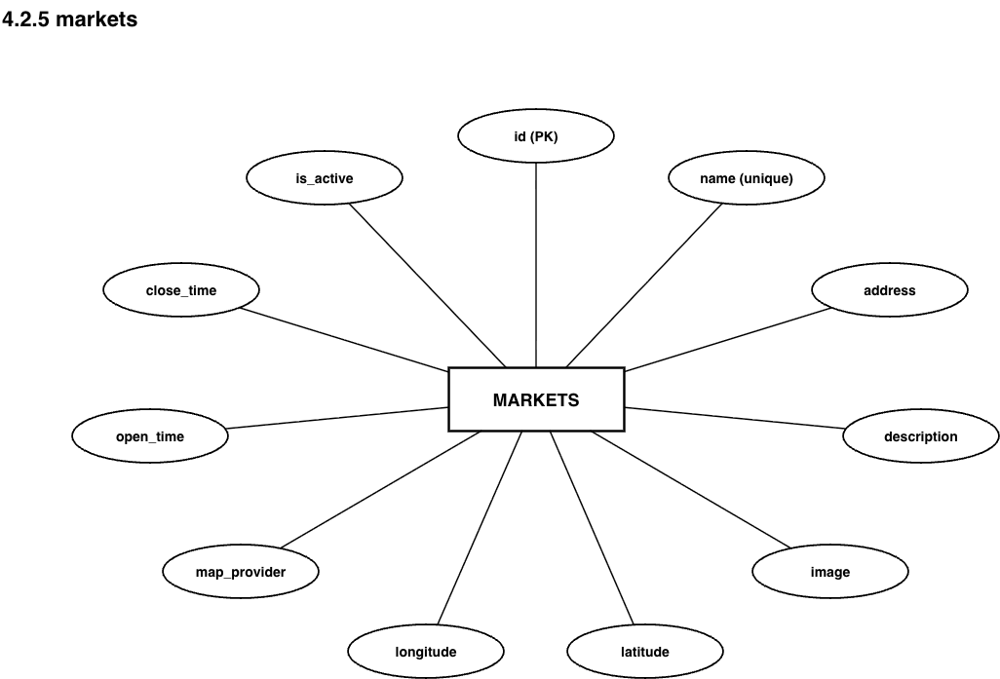 4.2.5 markets
id (PK)
is_active
name (unique)
close_time
address
MARKETS
open_time
description
map_provider
image
longitude
latitude